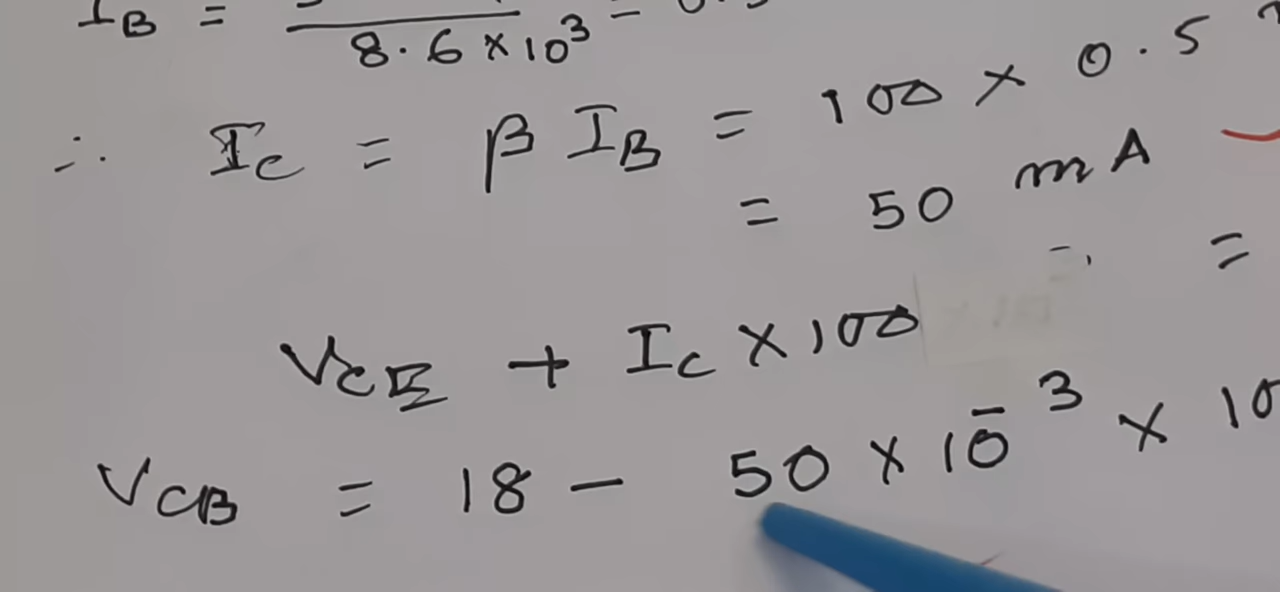 I_B = ─── / 8.6 × 10³ = 0.
∴ I_C = β I_B = 100 × 0.5
= 50 mA
=
V_CE + I_C × 100
V_CB = 18 − 50 × 10⁻³ × 10